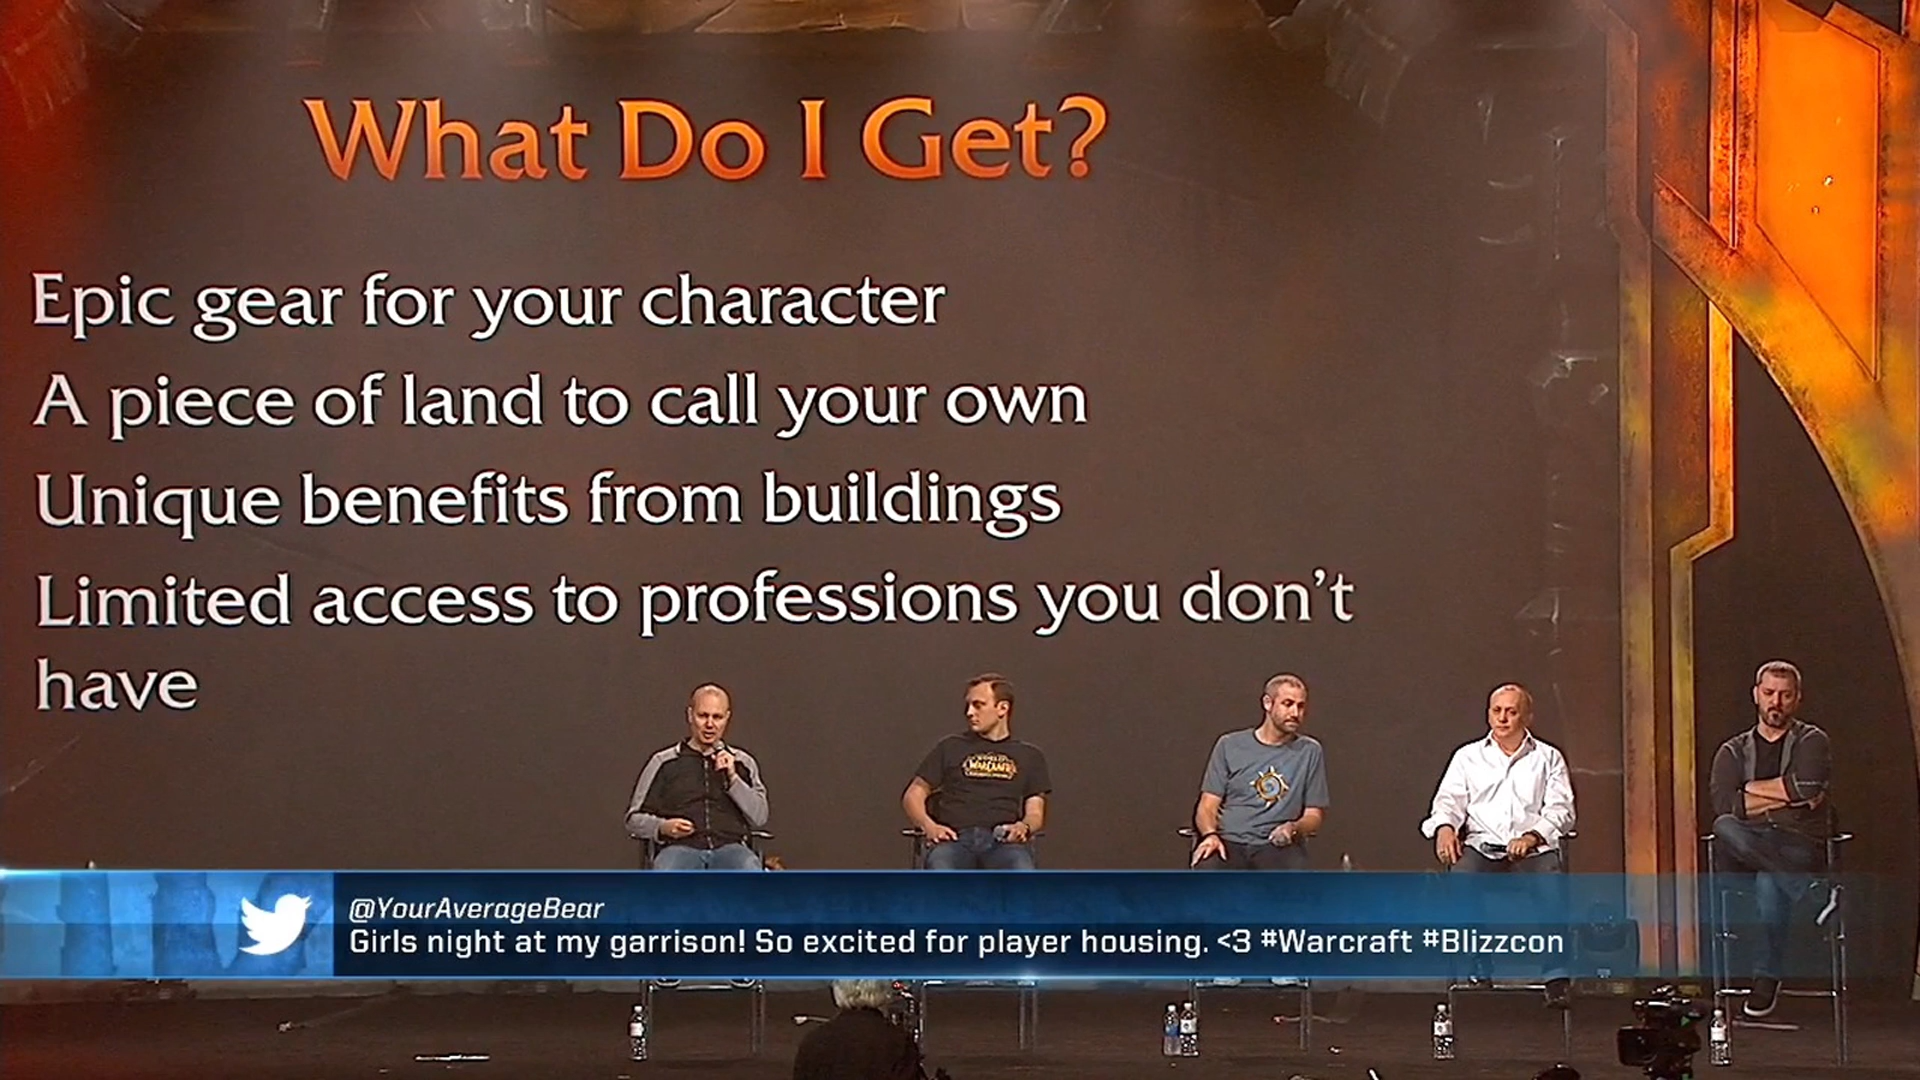 What Do I Get?
Epic gear for your character
A piece of land to call your own
Unique benefits from buildings
Limited access to professions you don't
have
WARCRAFT
@YourAverageBear
Girls night at my garrison! So excited for player housing. <3 #Warcraft #Blizzcon